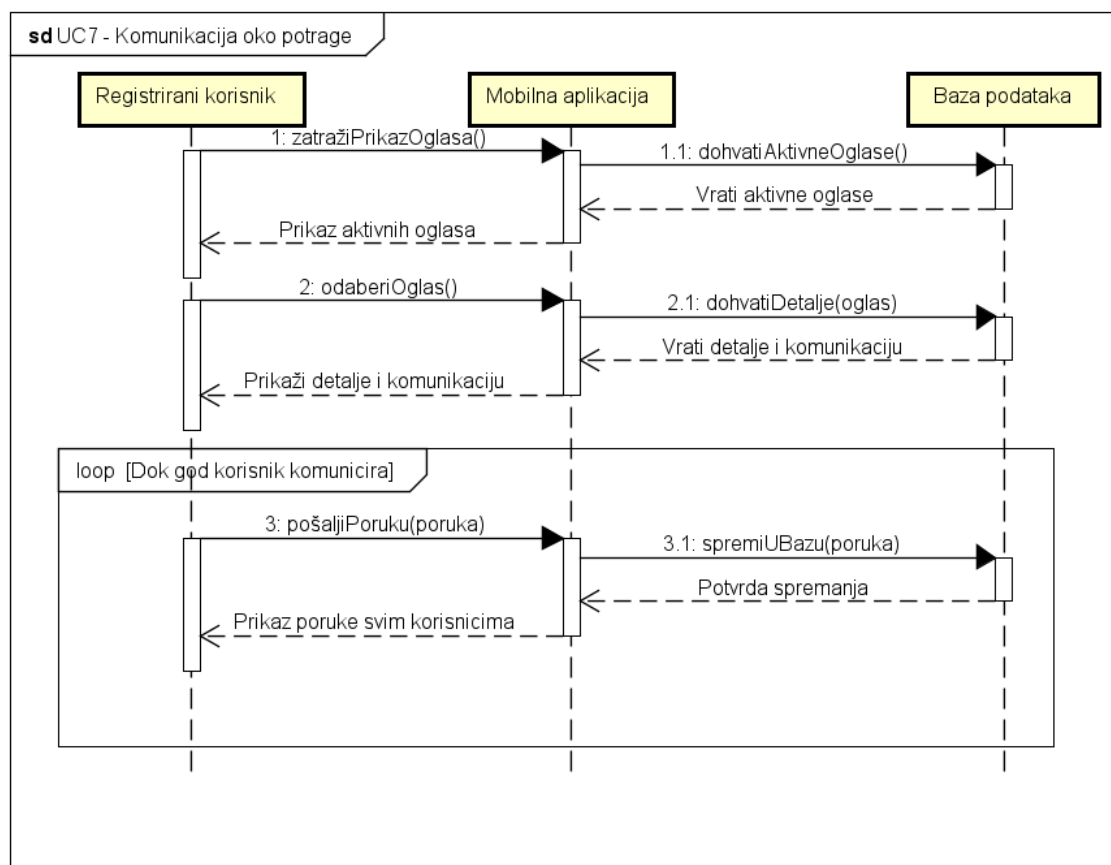 sd UC7 - Komunikacija oko potrage
Registrirani korisnik
Mobilna aplikacija
Baza podataka
1: zatražiPrikazOglasa()
1.1: dohvatiAktivneOglase()
Vrati aktivne oglase
Prikaz aktivnih oglasa
2: odaberiOglas()
2.1: dohvatiDetalje(oglas)
Vrati detalje i komunikaciju
Prikaži detalje i komunikaciju
loop [Dok god korisnik komunicira]
3: pošaljiPoruku(poruka)
3.1: spremiUBazu(poruka)
Potvrda spremanja
Prikaz poruke svim korisnicima